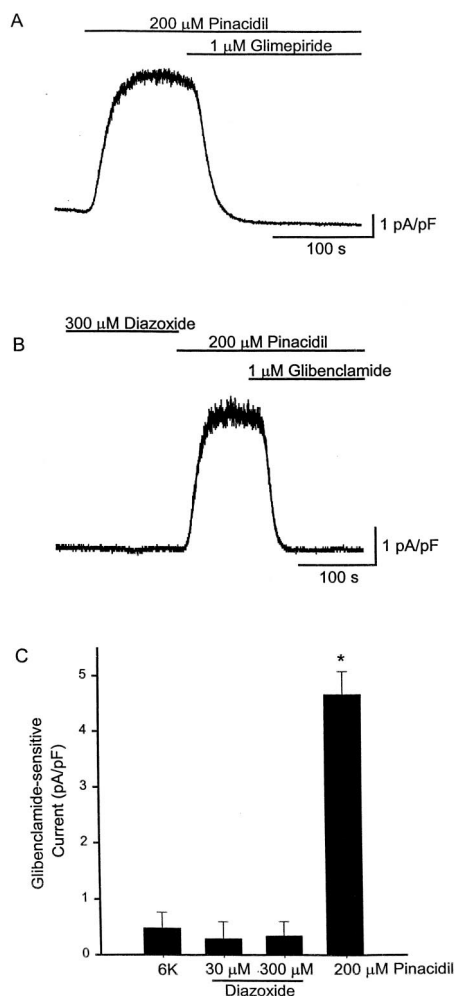 A
200 μM Pinacidil
1 μM Glimepiride
1 pA/pF
100 s
300 μM Diazoxide
B
200 μM Pinacidil
1 μM Glibenclamide
1 pA/pF
100 s
C
Glibenclamide-sensitive
Current (pA/pF)
5
4
3
2
1
0
*
6K
30 μM
300 μM
200 μM Pinacidil
Diazoxide